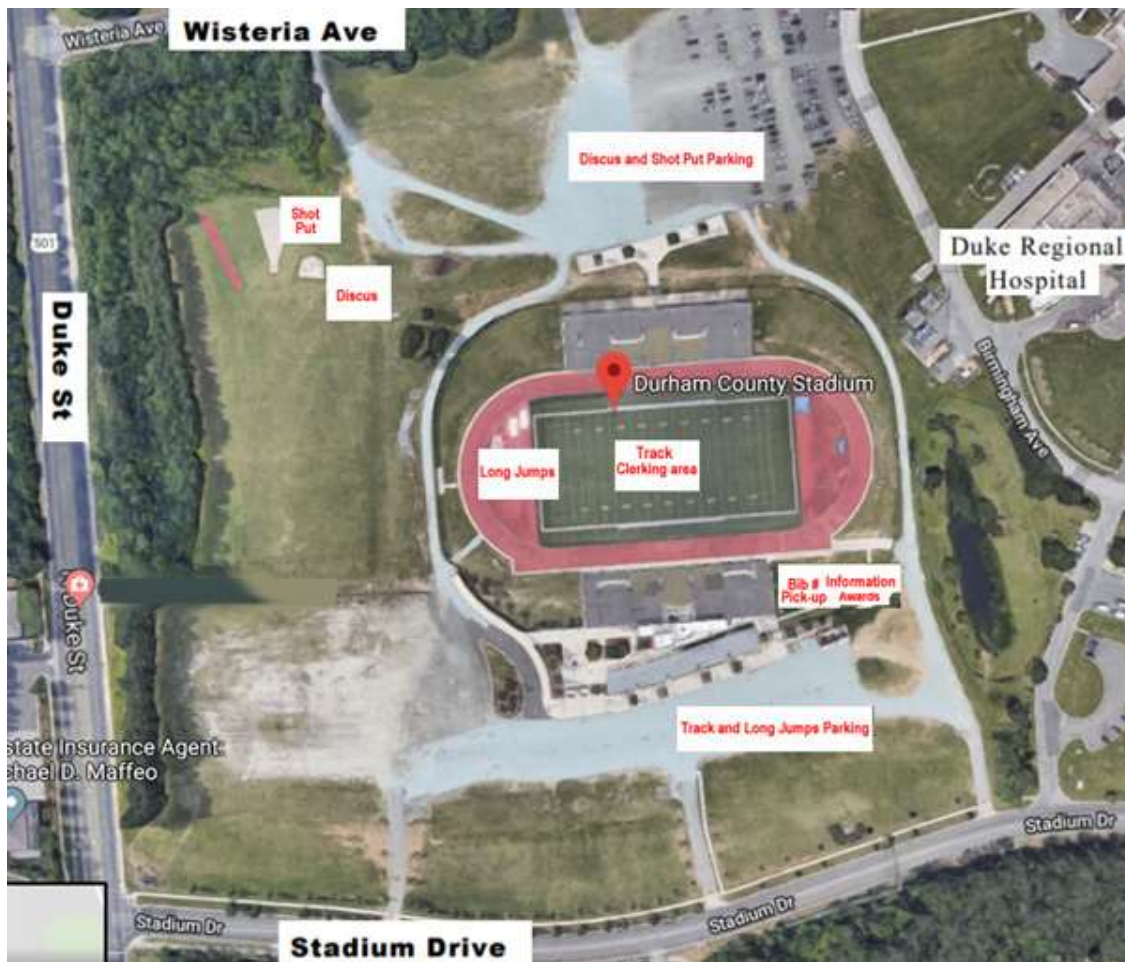 Wisteria Ave
Wisteria Ave
Discus and Shot Put Parking
Shot
Put
Discus
501
Duke Regional
Hospital
Duke St
Birmingham Ave
Durham County Stadium
Track
Clerking area
Long Jumps
Bib #
Pick-up
Information
Awards
Duke St
Track and Long Jumps Parking
state Insurance Agent
chael D. Maffeo
Stadium Dr
Stadium Dr
Stadium Dr
Stadium Drive